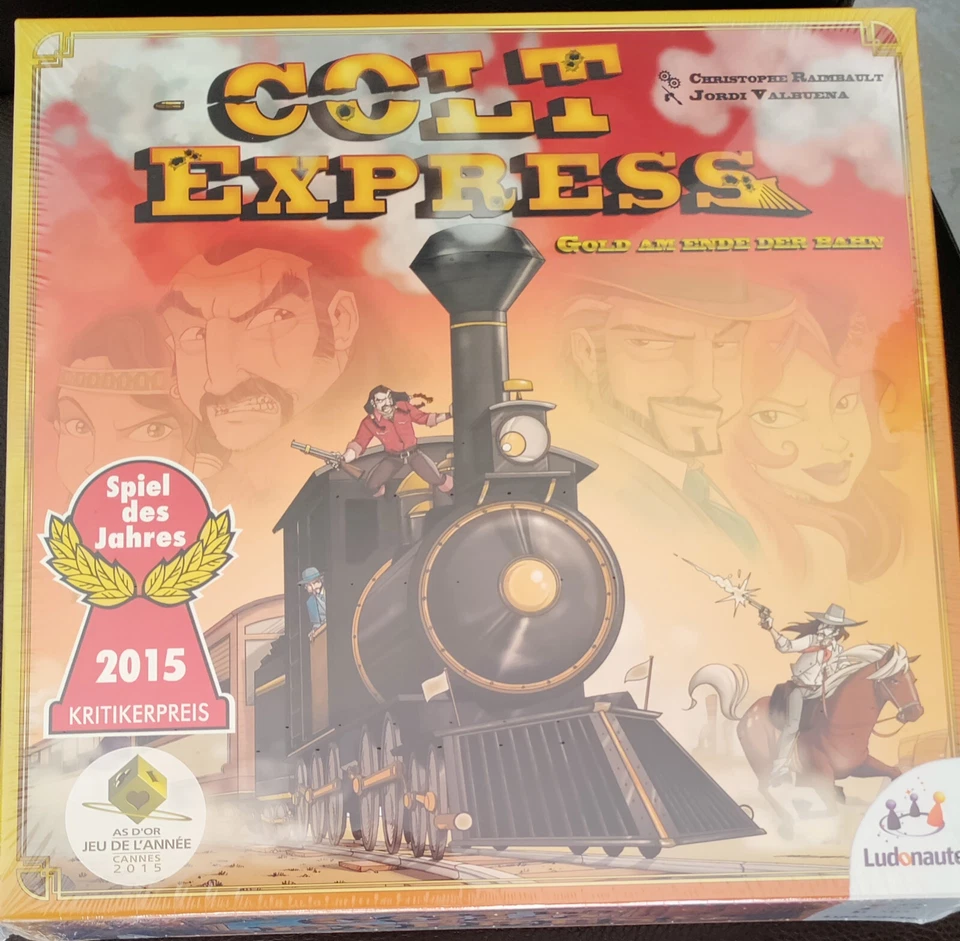 COLT
EXPRESS
CHRISTOPHE RAIMBAULT
JORDI VALBUENA
GOLD AM ENDE DER BAHN
Spiel
des
Jahres
2015
KRITIKERPREIS
AS D'OR
JEU DE L'ANNÉE
CANNES
2015
Ludonaute